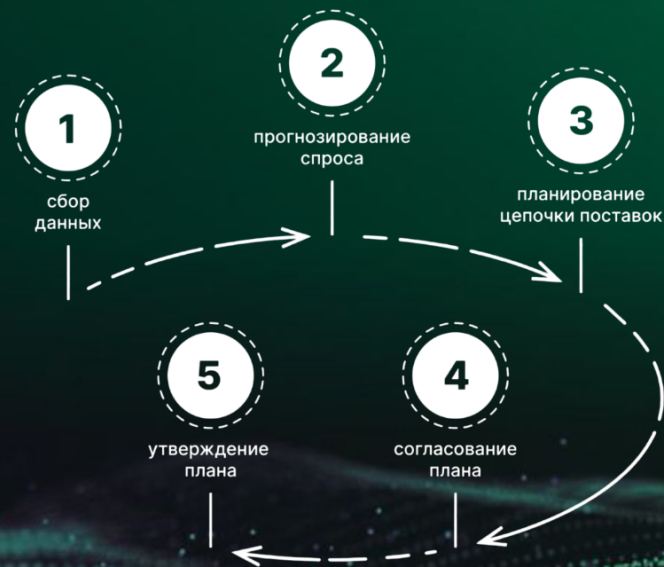 1
сбор
данных
2
прогнозирование
спроса
3
планирование
цепочки поставок
4
согласование
плана
5
утверждение
плана